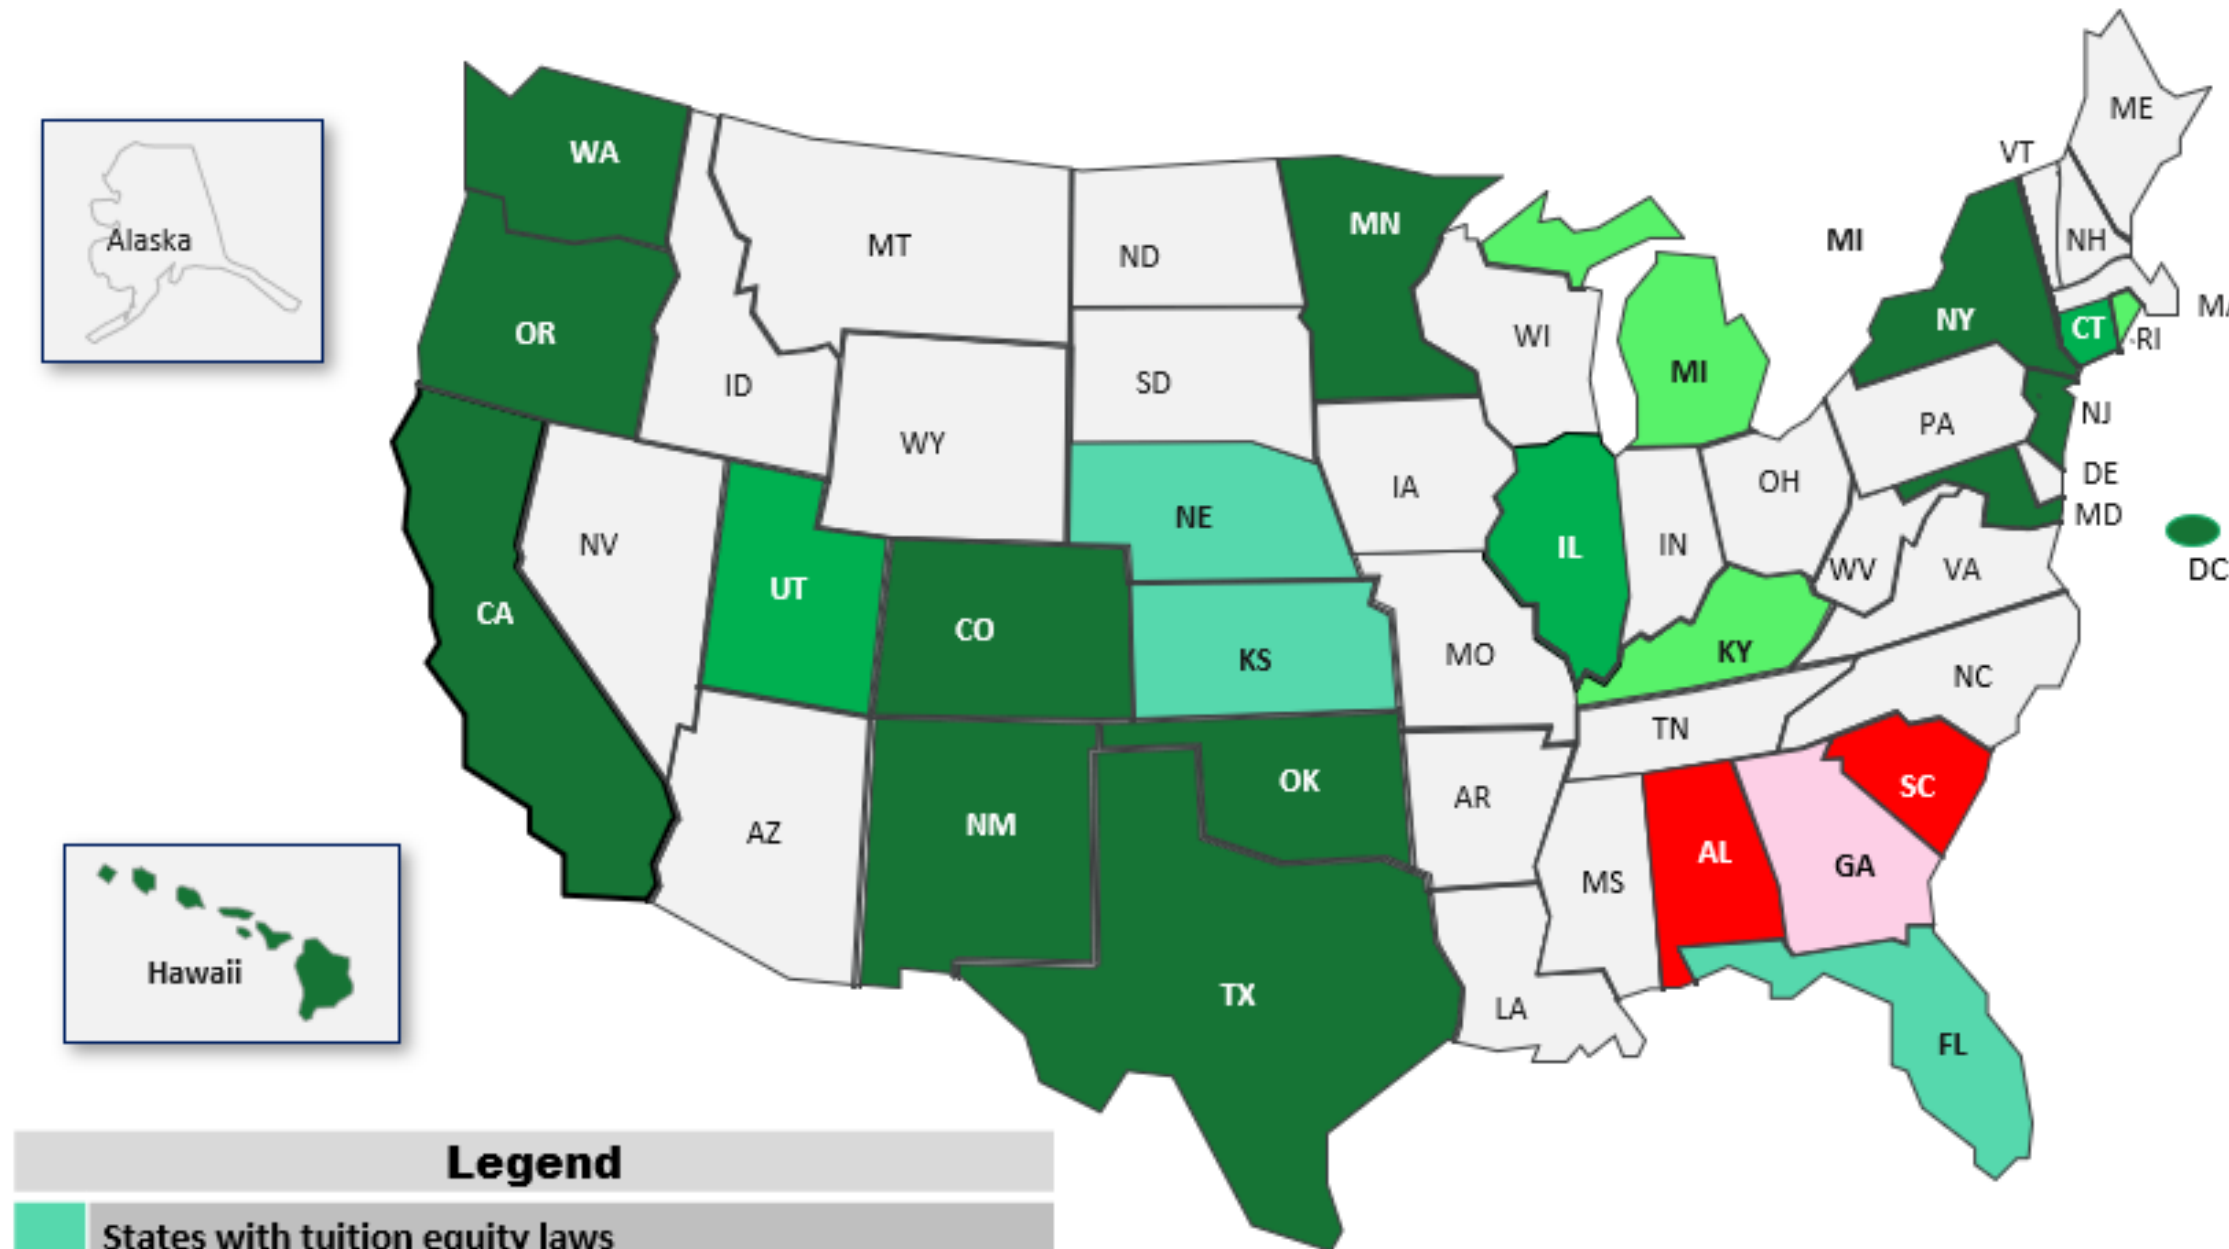 ME
VT
WA
MN
MI
NH
MT
ND
Alaska
MA
NY
CT
RI
OR
WI
MI
ID
SD
NJ
PA
WY
DE
OH
IA
MD
NE
NV
IL
IN
WV
VA
DC
UT
CA
CO
KS
MO
KY
NC
TN
OK
SC
AR
NM
AZ
AL
GA
MS
Hawaii
TX
LA
FL
Legend
States with tuition equity laws